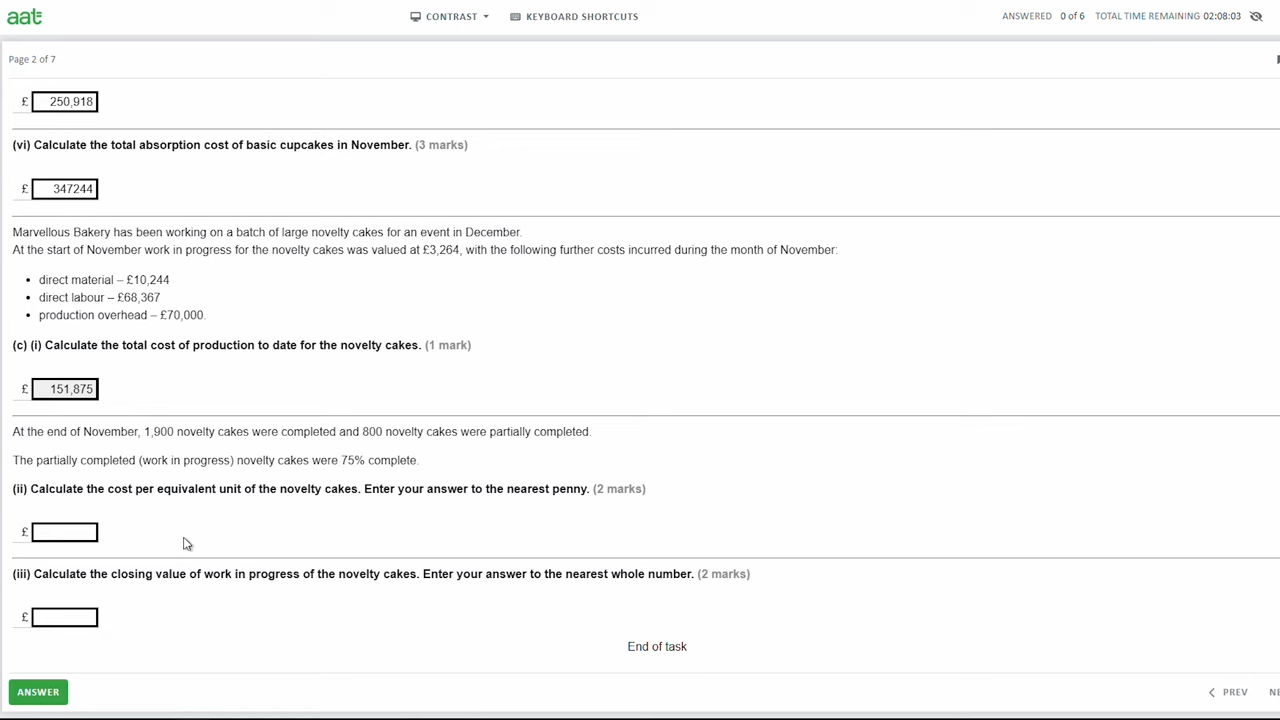 aat
CONTRAST
KEYBOARD SHORTCUTS
ANSWERED 0 of 6 TOTAL TIME REMAINING 02:08:03
Page 2 of 7
£ 250,918
(vi) Calculate the total absorption cost of basic cupcakes in November. (3 marks)
£ 347244
Marvellous Bakery has been working on a batch of large novelty cakes for an event in December.
At the start of November work in progress for the novelty cakes was valued at £3,264, with the following further costs incurred during the month of November:
• direct material – £10,244
• direct labour – £68,367
• production overhead – £70,000.
(c) (i) Calculate the total cost of production to date for the novelty cakes. (1 mark)
£ 151,875
At the end of November, 1,900 novelty cakes were completed and 800 novelty cakes were partially completed.
The partially completed (work in progress) novelty cakes were 75% complete.
(ii) Calculate the cost per equivalent unit of the novelty cakes. Enter your answer to the nearest penny. (2 marks)
£
(iii) Calculate the closing value of work in progress of the novelty cakes. Enter your answer to the nearest whole number. (2 marks)
£
End of task
ANSWER
PREV
NE